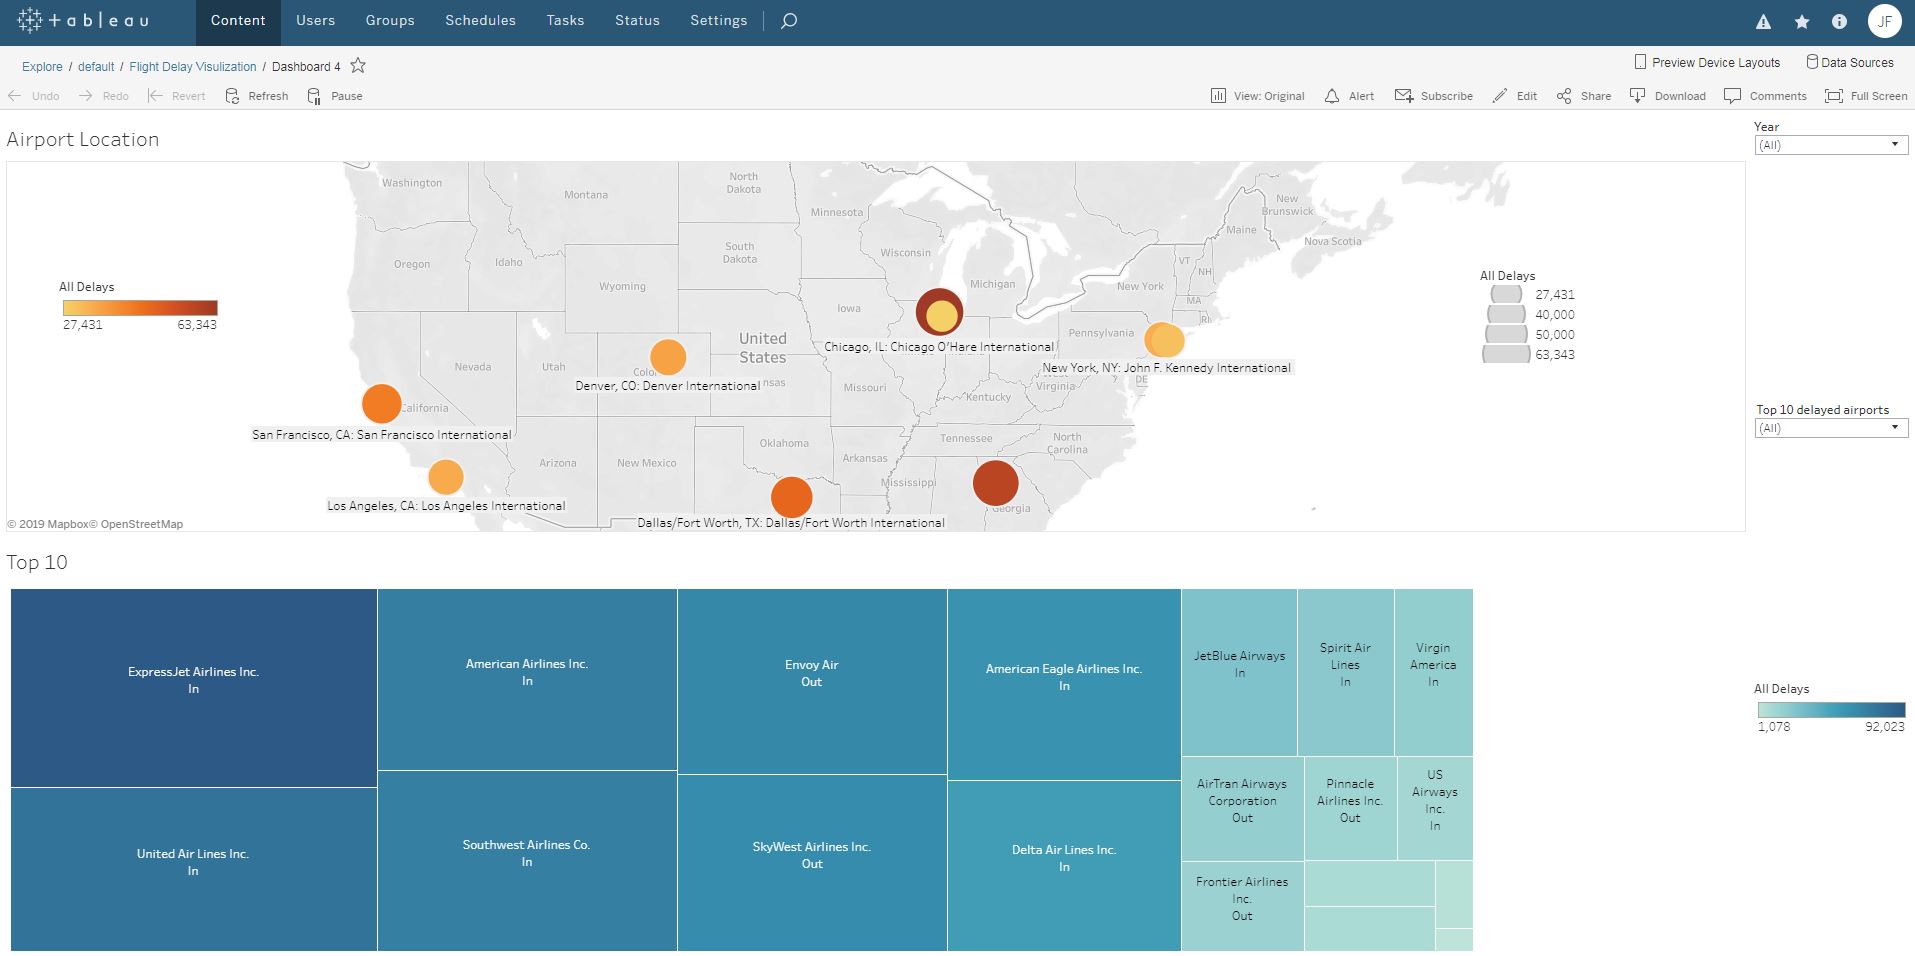 tableau
Content Users Groups Schedules Tasks Status Settings
JF
Explore / default / Flight Delay Visulization / Dashboard 4
Preview Device Layouts Data Sources
Undo Redo Revert Refresh Pause
View: Original Alert Subscribe Edit Share Download Comments Full Screen
Airport Location
Year
(All)
Washington
Montana
North
Dakota
Minnesota
New
Brunswick
Maine
Nova Scotia
Oregon
Idaho
South
Dakota
Wisconsin
Michigan
VT
NH
New York
MA
RI
Wyoming
Iowa
Pennsylvania
United
States
All Delays
27,431 63,343
All Delays
27,431
40,000
50,000
63,343
Chicago, IL: Chicago O'Hare International
New York, NY: John F. Kennedy International
Nevada
Utah
Colo
nsas
Missouri
West
Virginia
DE
Kentucky
Denver, CO: Denver International
California
San Francisco, CA: San Francisco International
Oklahoma
Tennessee
North
Carolina
Arizona
New Mexico
Arkansas
Mississippi
Georgia
Los Angeles, CA: Los Angeles International
Dallas/Fort Worth, TX: Dallas/Fort Worth International
© 2019 Mapbox © OpenStreetMap
Top 10 delayed airports
(All)
Top 10
ExpressJet Airlines Inc.
In
American Airlines Inc.
In
Envoy Air
Out
American Eagle Airlines Inc.
In
JetBlue Airways
In
Spirit Air
Lines
In
Virgin
America
In
United Air Lines Inc.
In
Southwest Airlines Co.
In
SkyWest Airlines Inc.
Out
Delta Air Lines Inc.
In
AirTran Airways
Corporation
Out
Pinnacle
Airlines Inc.
Out
US
Airways
Inc.
In
Frontier Airlines
Inc.
Out
All Delays
1,078 92,023